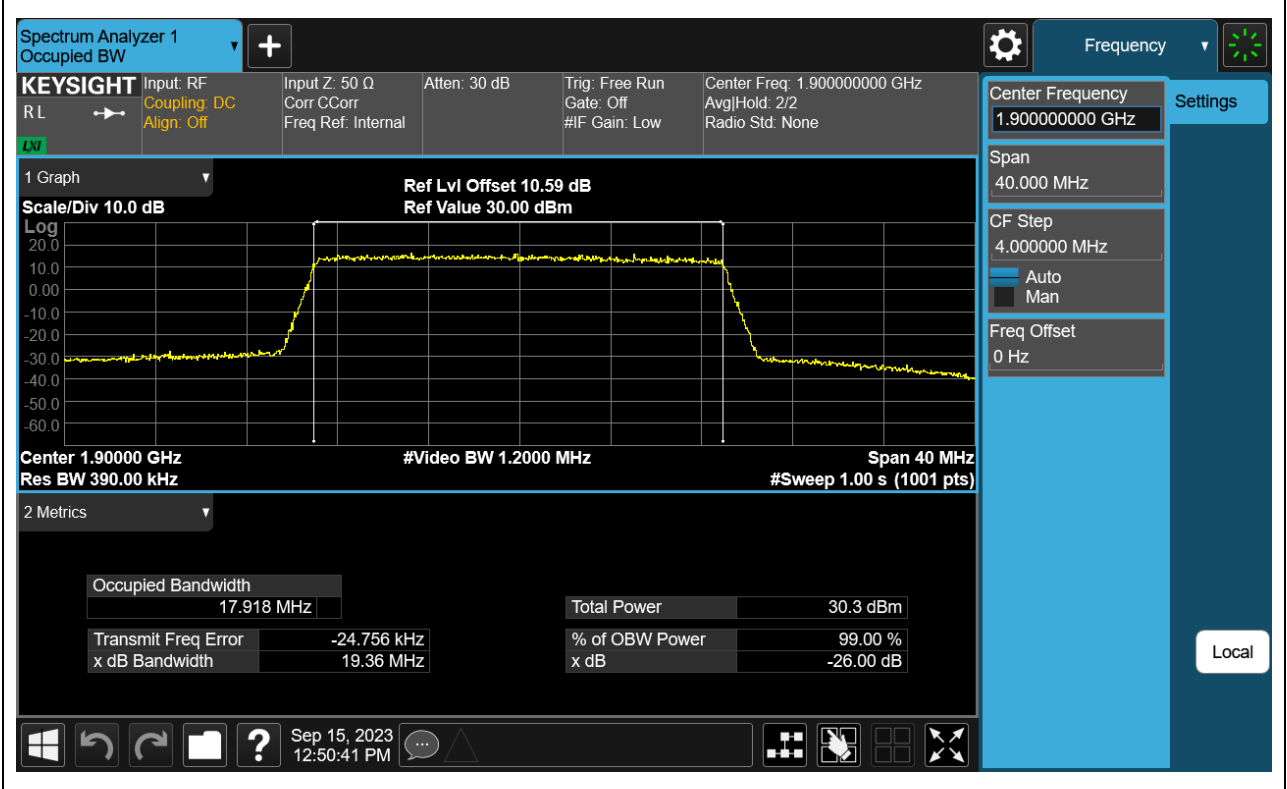 Spectrum Analyzer 1
Occupied BW
Frequency
KEYSIGHT
R L
LXI
Input: RF
Coupling: DC
Align: Off
Input Z: 50 Ω
Corr CCorr
Freq Ref: Internal
Atten: 30 dB
Trig: Free Run
Gate: Off
#IF Gain: Low
Center Freq: 1.900000000 GHz
Avg|Hold: 2/2
Radio Std: None
Center Frequency
1.900000000 GHz
Settings
Span
40.000 MHz
CF Step
4.000000 MHz
Auto
Man
Freq Offset
0 Hz
Local
1 Graph
Scale/Div 10.0 dB
Ref Lvl Offset 10.59 dB
Ref Value 30.00 dBm
Log
20.0
10.0
0.00
-10.0
-20.0
-30.0
-40.0
-50.0
-60.0
Center 1.90000 GHz
#Video BW 1.2000 MHz
Span 40 MHz
Res BW 390.00 kHz
#Sweep 1.00 s (1001 pts)
2 Metrics
Occupied Bandwidth
17.918 MHz
Total Power 30.3 dBm
Transmit Freq Error -24.756 kHz
% of OBW Power 99.00 %
x dB Bandwidth 19.36 MHz
x dB -26.00 dB
?
Sep 15, 2023
12:50:41 PM